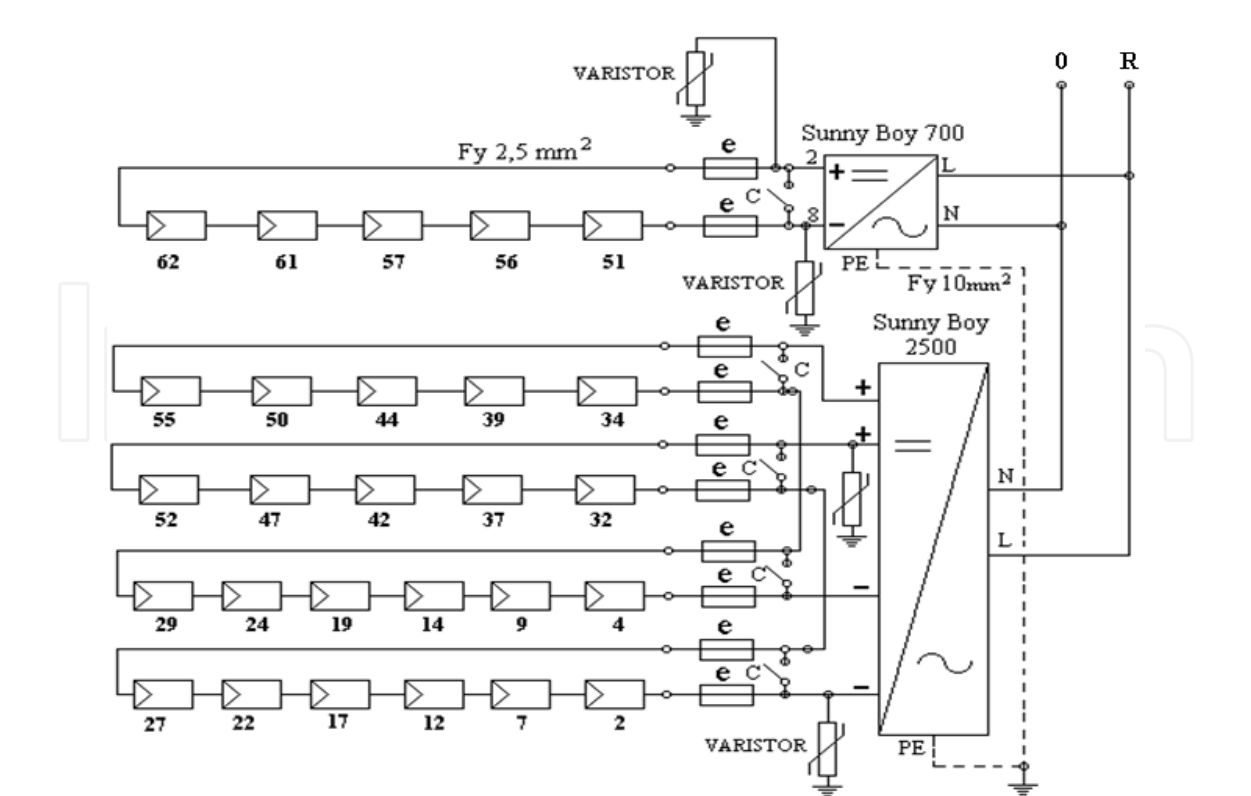 0 R
VARISTOR
Sunny Boy 700
Fy 2,5 mm²
e
2
+
L
C
e
8
−
N
62 61 57 56 51
PE
VARISTOR
Fy 10mm²
Sunny Boy
2500
e
C
e
+
55 50 44 39 34
e
+
e
C
N
52 47 42 37 32
e
L
e
C
−
29 24 19 14 9 4
e
e
C
−
27 22 17 12 7 2
VARISTOR
PE